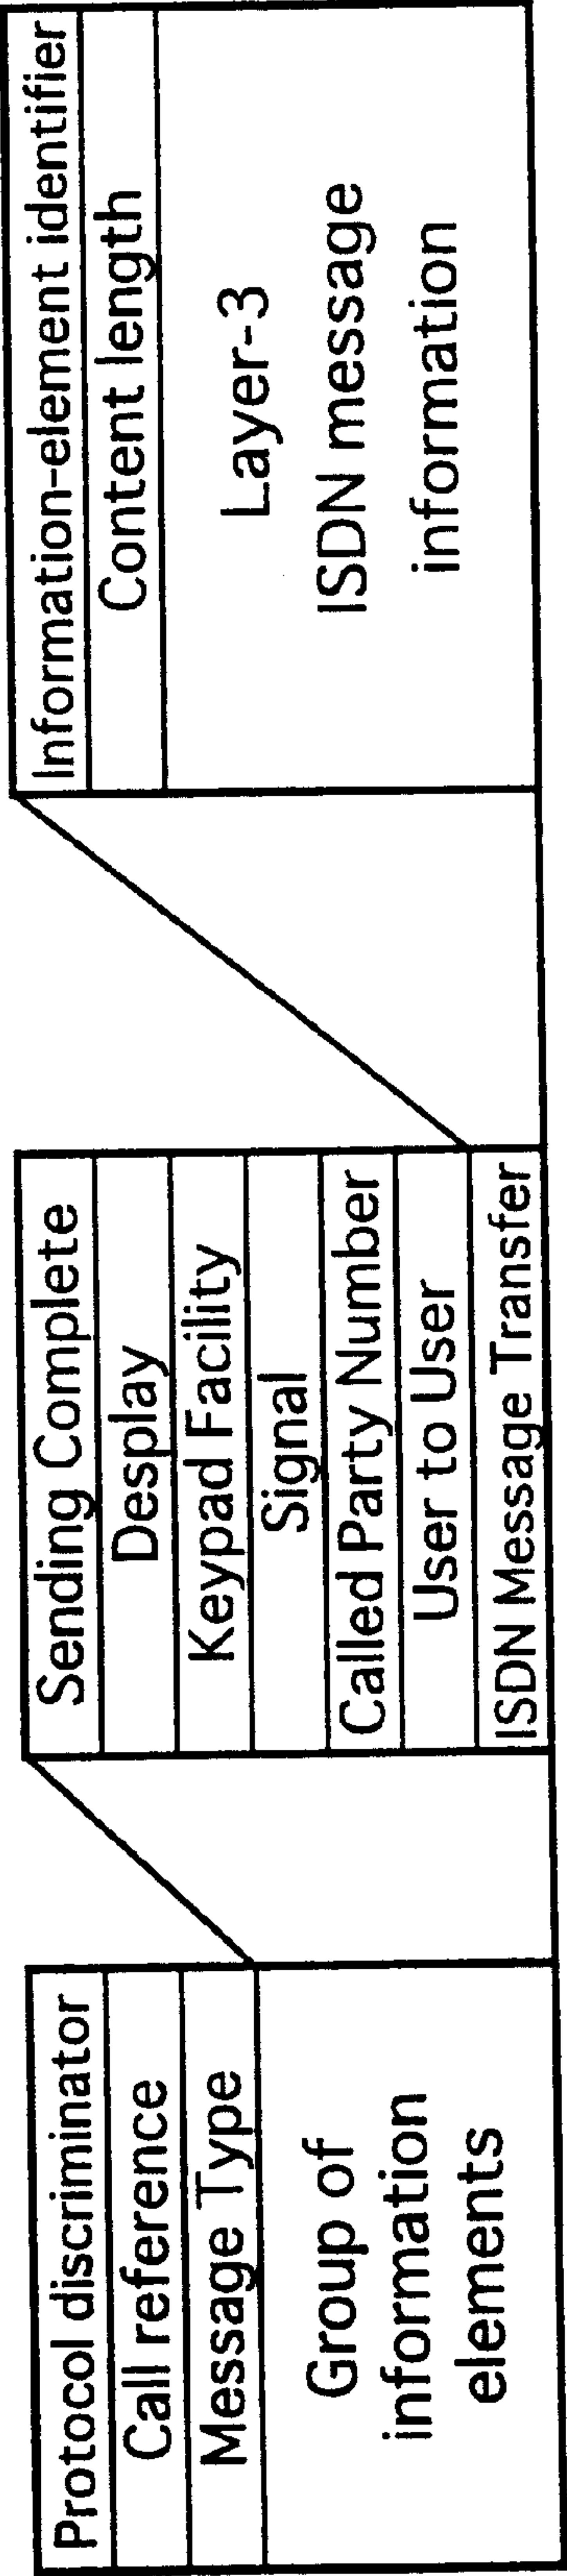 Protocol discriminator
Call reference
Message Type
Group of
information
elements
Sending Complete
Desplay
Keypad Facility
Signal
Called Party Number
User to User
ISDN Message Transfer
Information-element identifier
Content length
Layer-3
ISDN message
information